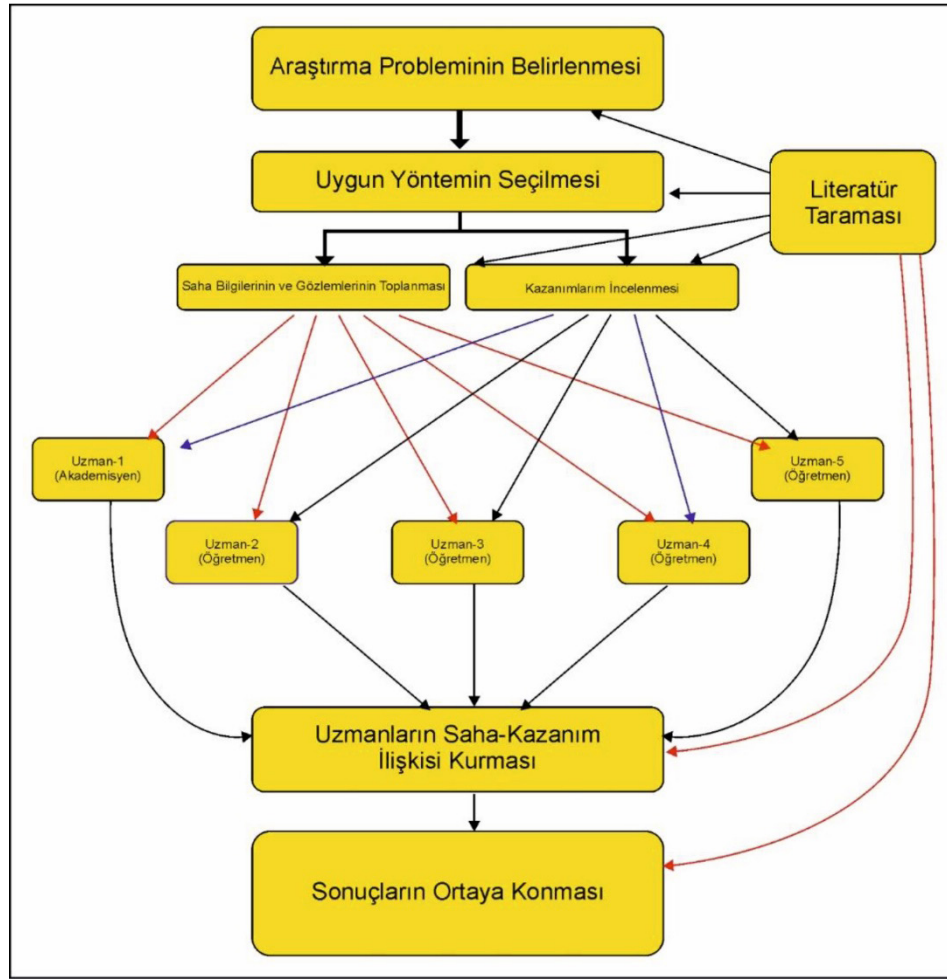 Araştırma Probleminin Belirlenmesi
Uygun Yöntemin Seçilmesi
Literatür
Taraması
Saha Bilgilerinin ve Gözlemlerinin Toplanması
Kazanımlarım İncelenmesi
Uzman-1
(Akademisyen)
Uzman-5
(Öğretmen)
Uzman-2
(Öğretmen)
Uzman-3
(Öğretmen)
Uzman-4
(Öğretmen)
Uzmanların Saha-Kazanım
İlişkisi Kurması
Sonuçların Ortaya Konması